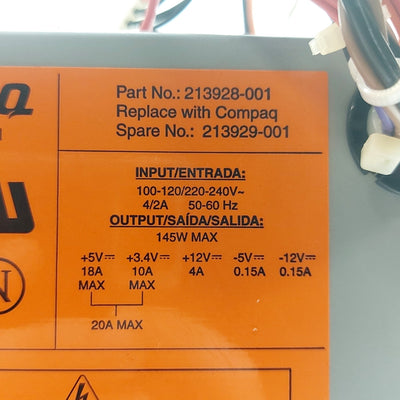 Part No.: 213928-001
Replace with Compaq
Spare No.: 213929-001
INPUT/ENTRADA:
100-120/220-240V~
4/2A 50-60 Hz
OUTPUT/SAÍDA/SALIDA:
145W MAX
+5V⎓ +3.4V⎓ +12V⎓ -5V⎓ -12V⎓
18A 10A 4A 0.15A 0.15A
MAX MAX
20A MAX